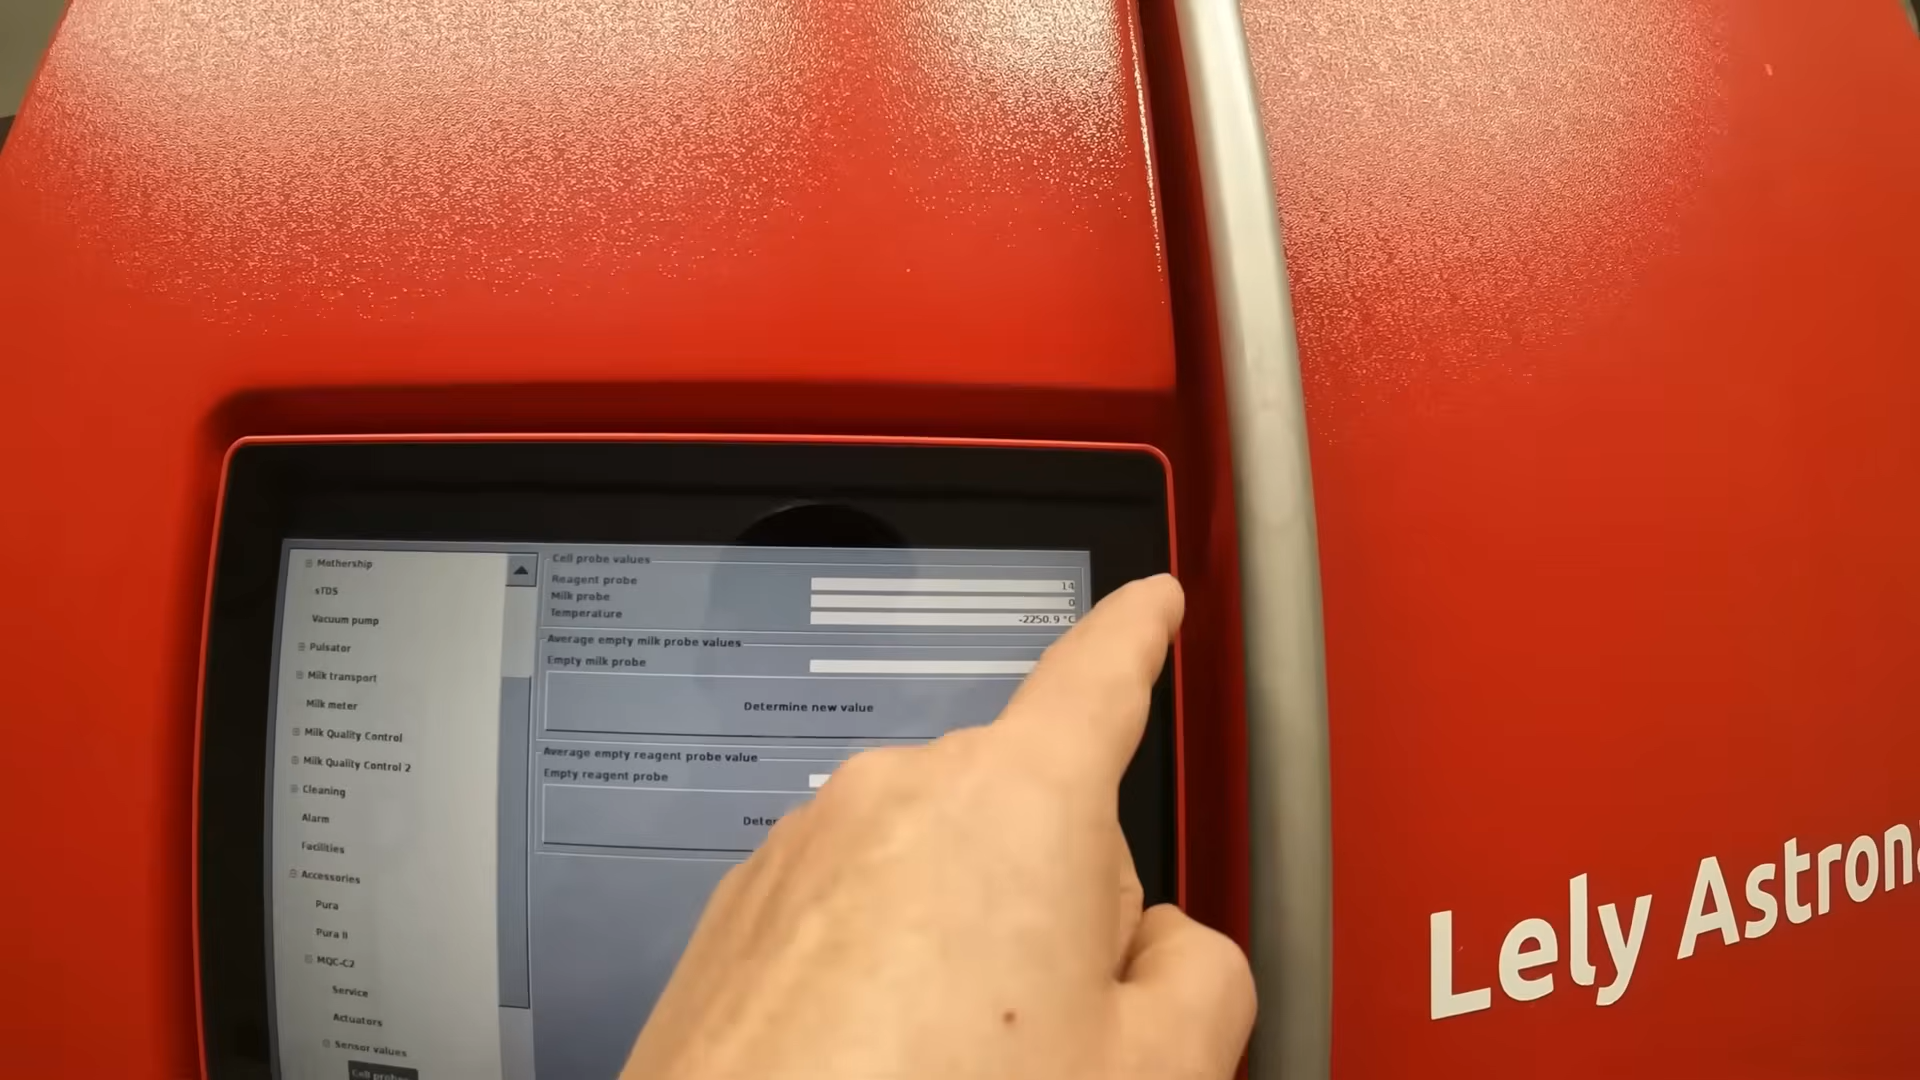 Mothership
sTDS
Vacuum pump
Pulsator
Milk transport
Milk meter
Milk Quality Control
Milk Quality Control 2
Cleaning
Alarm
Facilities
Accessories
Pura
Pura II
MQC-C2
Service
Actuators
Sensor values
Cell probes
Cell probe values
Reagent probe 14
Milk probe 0
Temperature -2250.9 °C
Average empty milk probe values
Empty milk probe
Determine new value
Average empty reagent probe value
Empty reagent probe
Lely